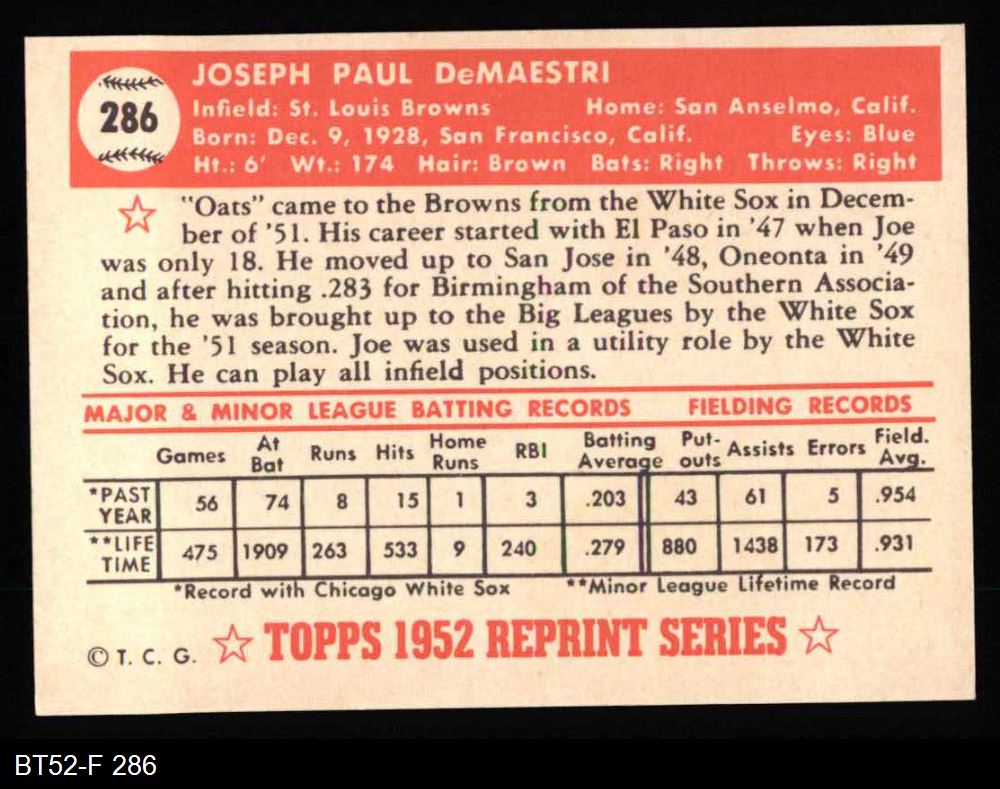 286
JOSEPH PAUL DeMAESTRI
Infield: St. Louis Browns Home: San Anselmo, Calif.
Born: Dec. 9, 1928, San Francisco, Calif. Eyes: Blue
Ht.: 6' Wt.: 174 Hair: Brown Bats: Right Throws: Right
"Oats" came to the Browns from the White Sox in Decem-
ber of '51. His career started with El Paso in '47 when Joe
was only 18. He moved up to San Jose in '48, Oneonta in '49
and after hitting .283 for Birmingham of the Southern Associa-
tion, he was brought up to the Big Leagues by the White Sox
for the '51 season. Joe was used in a utility role by the White
Sox. He can play all infield positions.
MAJOR & MINOR LEAGUE BATTING RECORDS FIELDING RECORDS
Games At Bat Runs Hits Home Runs RBI Batting Average Put-outs Assists Errors Field. Avg.
*PAST YEAR 56 74 8 15 1 3 .203 43 61 5 .954
**LIFE TIME 475 1909 263 533 9 240 .279 880 1438 173 .931
*Record with Chicago White Sox **Minor League Lifetime Record
© T. C. G. TOPPS 1952 REPRINT SERIES
BT52-F 286